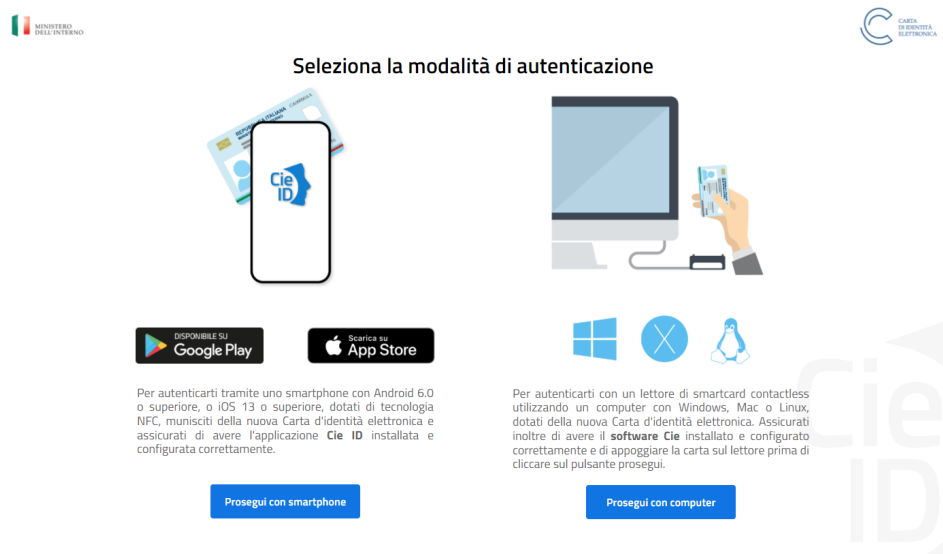 MINISTERO
DELL'INTERNO
CARTA
DI IDENTITÀ
ELETTRONICA
Seleziona la modalità di autenticazione
REPUBBLICA ITALIANA
Cie
ID
DISPONIBILE SU
Google Play
Scarica su
App Store
Per autenticarti tramite uno smartphone con Android 6.0
o superiore, o iOS 13 o superiore, dotati di tecnologia
NFC, munisciti della nuova Carta d'identità elettronica e
assicurati di avere l'applicazione Cie ID installata e
configurata correttamente.
Prosegui con smartphone
Per autenticarti con un lettore di smartcard contactless
utilizzando un computer con Windows, Mac o Linux,
dotati della nuova Carta d'identità elettronica. Assicurati
inoltre di avere il software Cie installato e configurato
correttamente e di appoggiare la carta sul lettore prima di
cliccare sul pulsante prosegui.
Prosegui con computer
Cie
ID